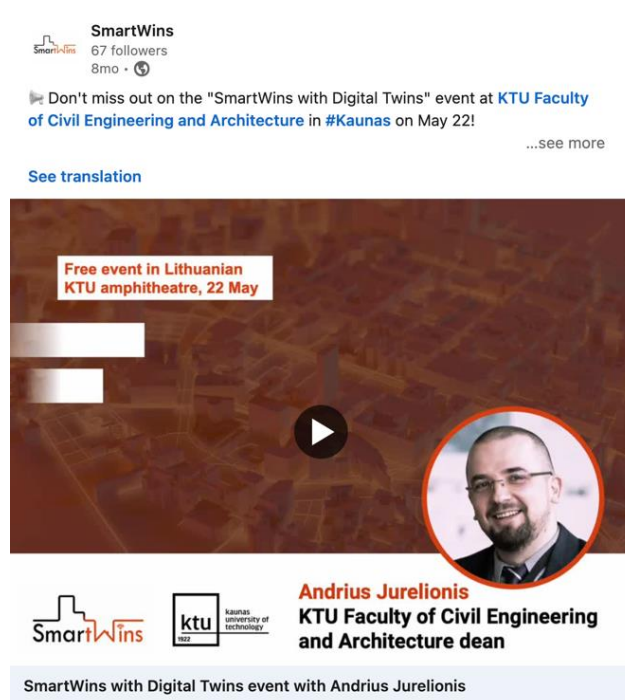 SmartWins
SmartWins
67 followers
8mo •
Don't miss out on the "SmartWins with Digital Twins" event at KTU Faculty
of Civil Engineering and Architecture in #Kaunas on May 22!
...see more
See translation
Free event in Lithuanian
KTU amphitheatre, 22 May
Andrius Jurelionis
KTU Faculty of Civil Engineering
and Architecture dean
SmartWins
ktu
1922
kaunas
university of
technology
SmartWins with Digital Twins event with Andrius Jurelionis